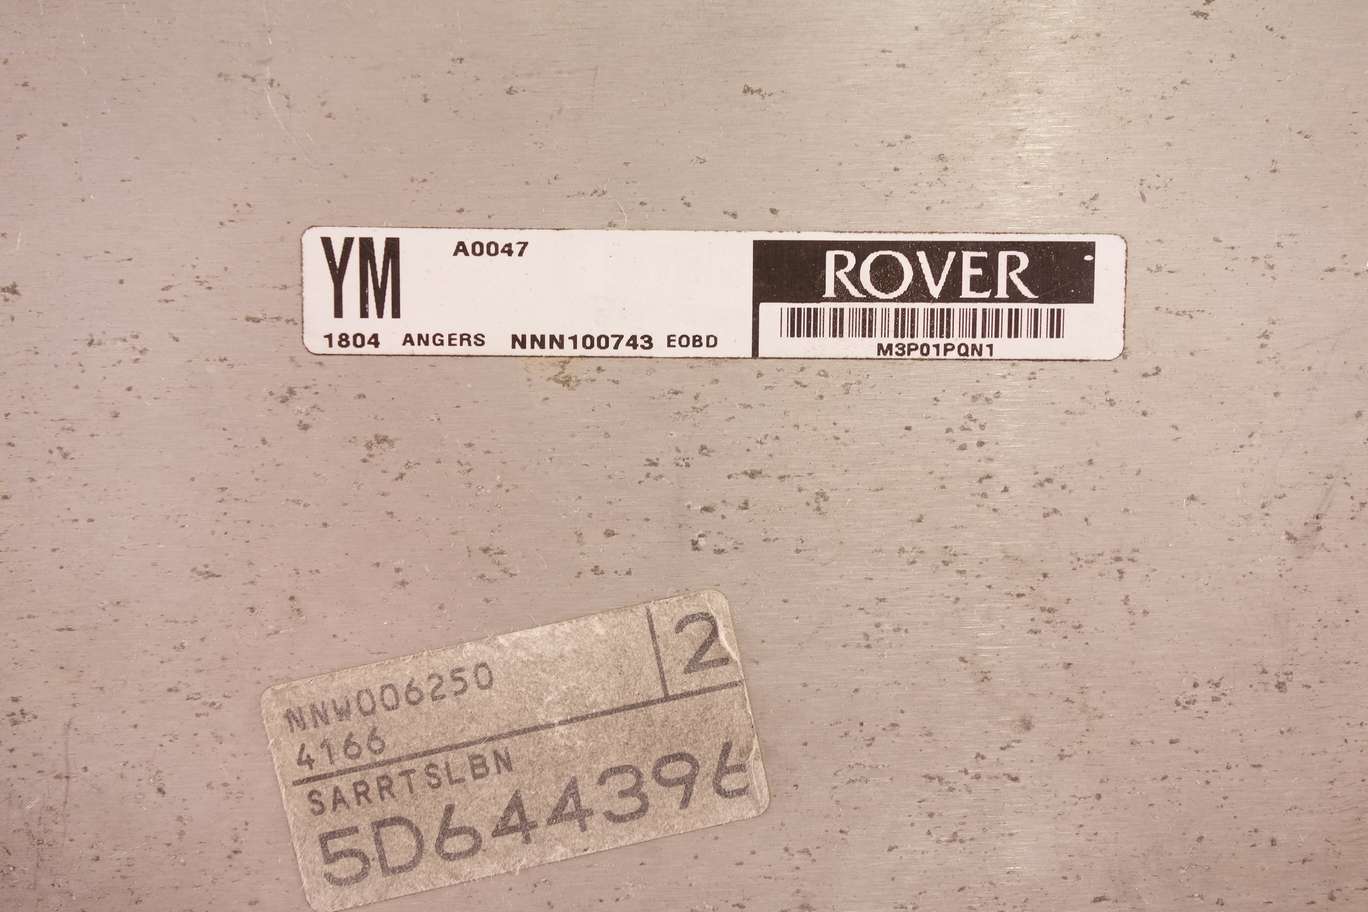 YM A0047
1804 ANGERS NNN100743 EOBD
ROVER
M3P01PQN1
NNW006250 2
4166
SARRTSLBN
5D644396